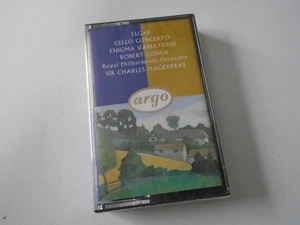 ELGAR
CELLO CONCERTO
ENIGMA VARIATIONS
ROBERT COHEN
Royal Philharmonic Orchestra
SIR CHARLES MACKERRAS
argo